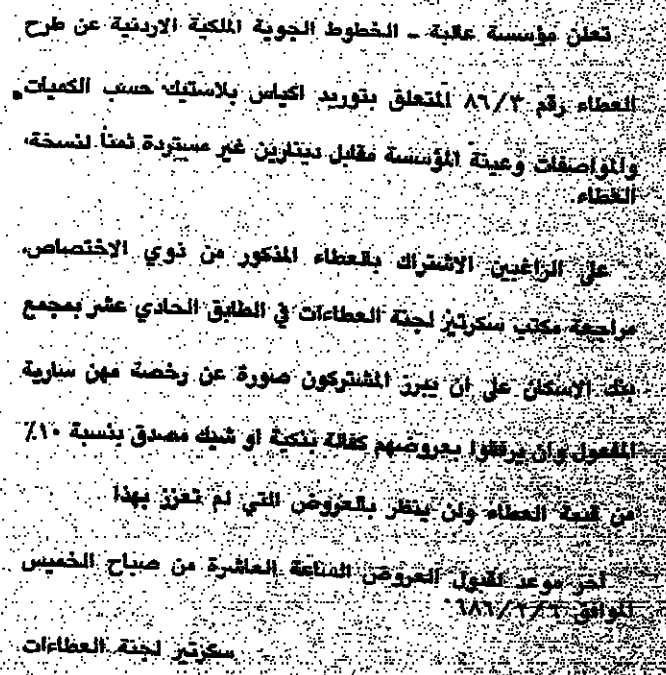 تعلن مؤسسة عالية ـ الخطوط الجوية الملكية الاردنية عن طرح
العطاء رقم ٨٦/٣ المتعلق بتوريد اكياس بلاستيك حسب الكميات
والمواصفات وعينة المؤسسة مقابل دينارين غير مستردة ثمنا لنسخة
العطاء.
على الراغبين الاشتراك بالعطاء المذكور من ذوي الاختصاص،
مراجعة مكتب سكرتير لجنة العطاءات في الطابق الحادي عشر بمجمع
بنك الاسكان على ان يبرز المشتركون صورة عن رخصة مهن سارية
المفعول وان يرفقوا بعروضهم كفالة بنكية او شيك مصدق بنسبة ١٠٪
من قيمة العطاء ولن ينظر بالعروض التي لم تعزز بهذا
آخر موعد لقبول العروض الساعة العاشرة من صباح الخميس
الموافق
سكرتير لجنة العطاءات